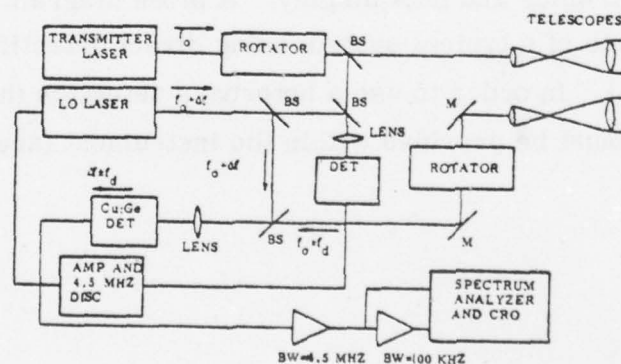 TELESCOPES
TRANSMITTER
LASER
f₀
ROTATOR
BS
LO LASER
f₀+Δf
BS
BS
LENS
M
f₀+Δf
DET
ROTATOR
Δf±f_d
Cu:Ge
DET
LENS
BS
f₀±f_d
M
AMP AND
4.5 MHZ
DISC
SPECTRUM
ANALYZER
AND CRO
BW=4.5 MHZ
BW=100 KHZ